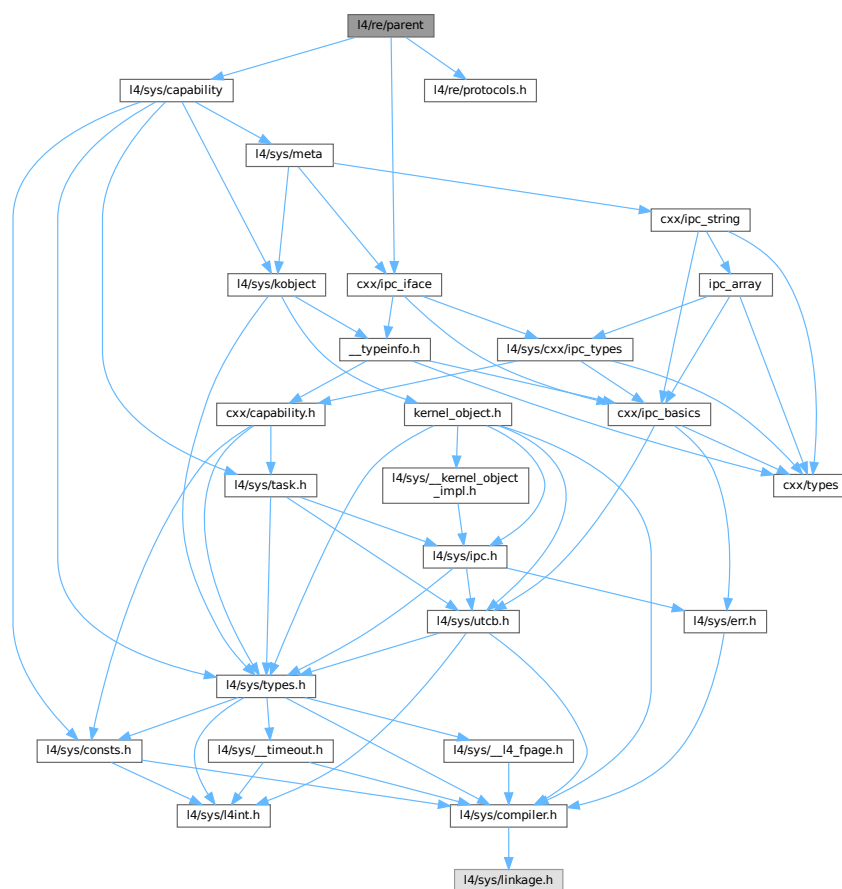 l4/re/parent
l4/sys/capability
l4/re/protocols.h
l4/sys/meta
cxx/ipc_string
l4/sys/kobject
cxx/ipc_iface
ipc_array
__typeinfo.h
l4/sys/cxx/ipc_types
cxx/capability.h
kernel_object.h
cxx/ipc_basics
l4/sys/task.h
l4/sys/__kernel_object
_impl.h
cxx/types
l4/sys/ipc.h
l4/sys/utcb.h
l4/sys/err.h
l4/sys/types.h
l4/sys/consts.h
l4/sys/__timeout.h
l4/sys/__l4_fpage.h
l4/sys/l4int.h
l4/sys/compiler.h
l4/sys/linkage.h